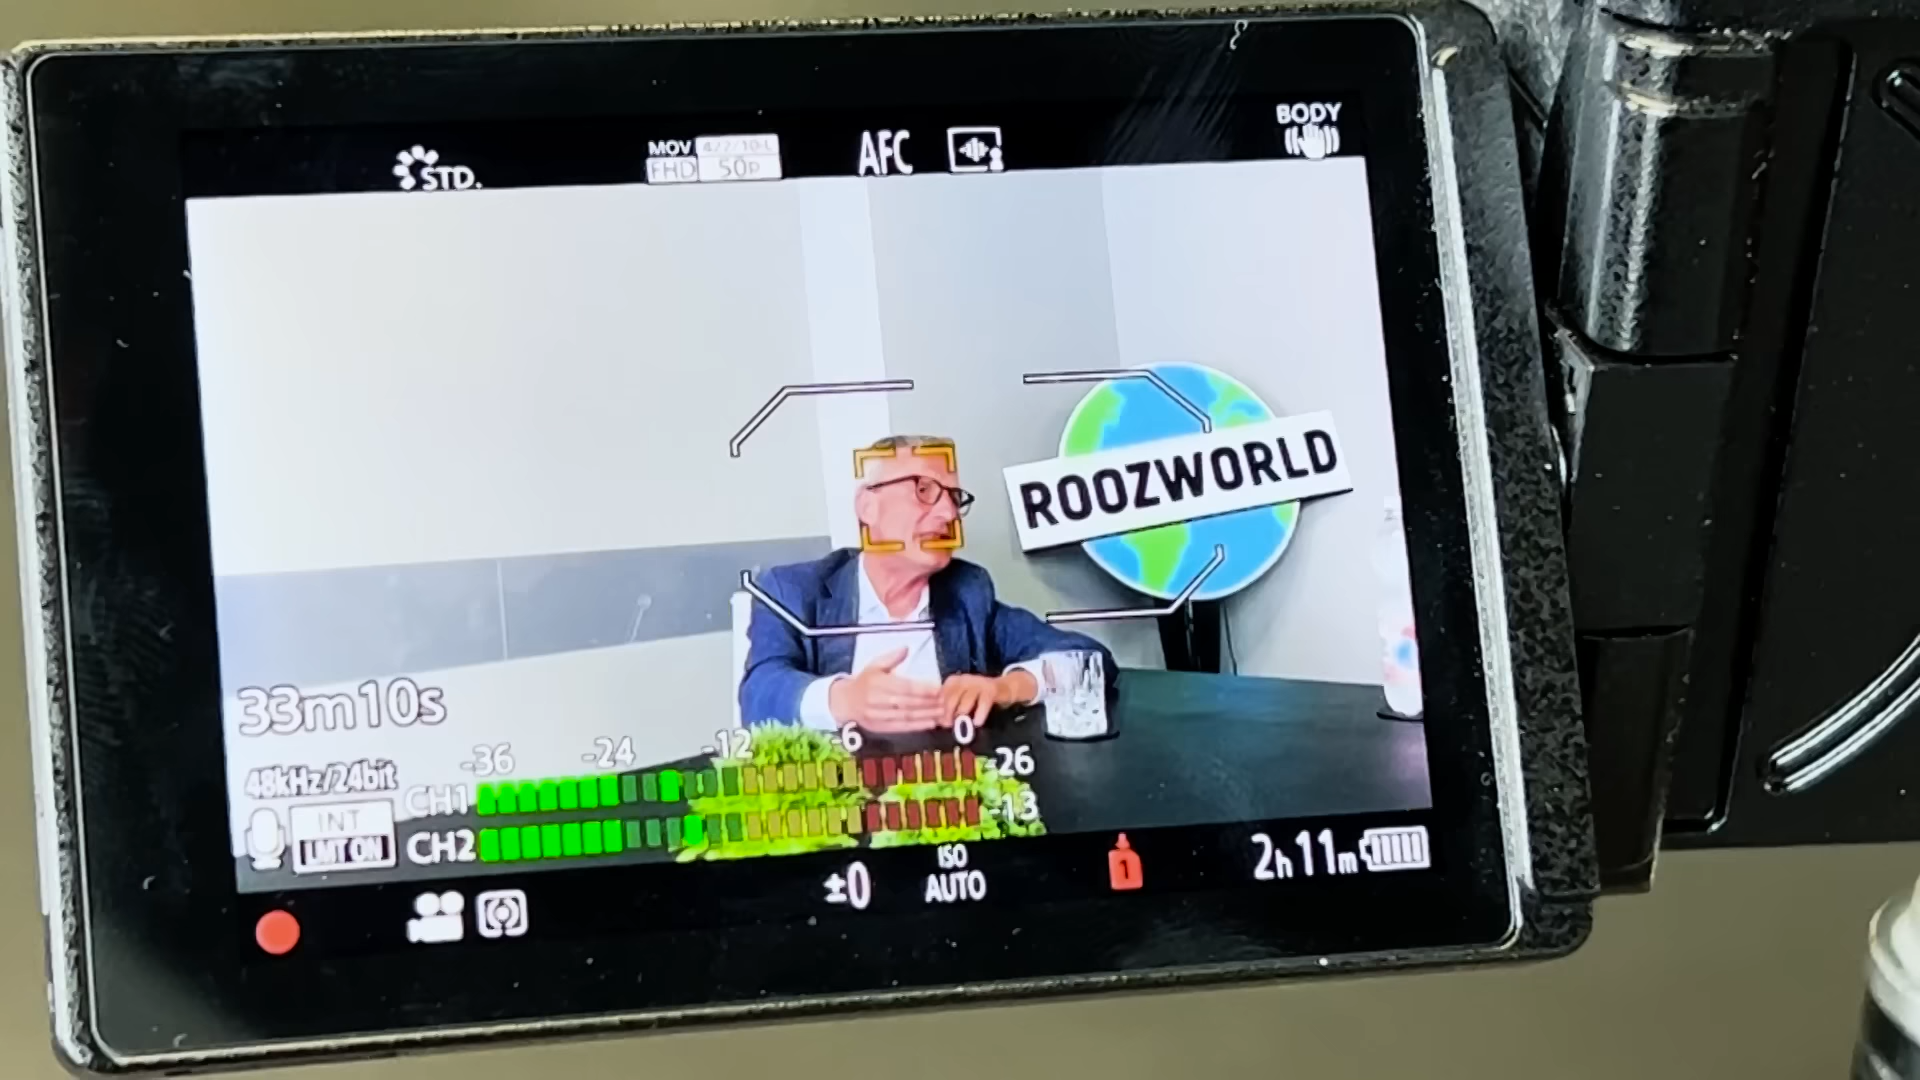 BODY
STD.
MOV 4/2/10-L
FHD 50p
AFC
ROOZWORLD
33m10s
-36 -24 -12 -6 0
48kHz/24bit
CH1 -26
INT
LMT ON
CH2 -13
±0
ISO
AUTO
1
2h11m